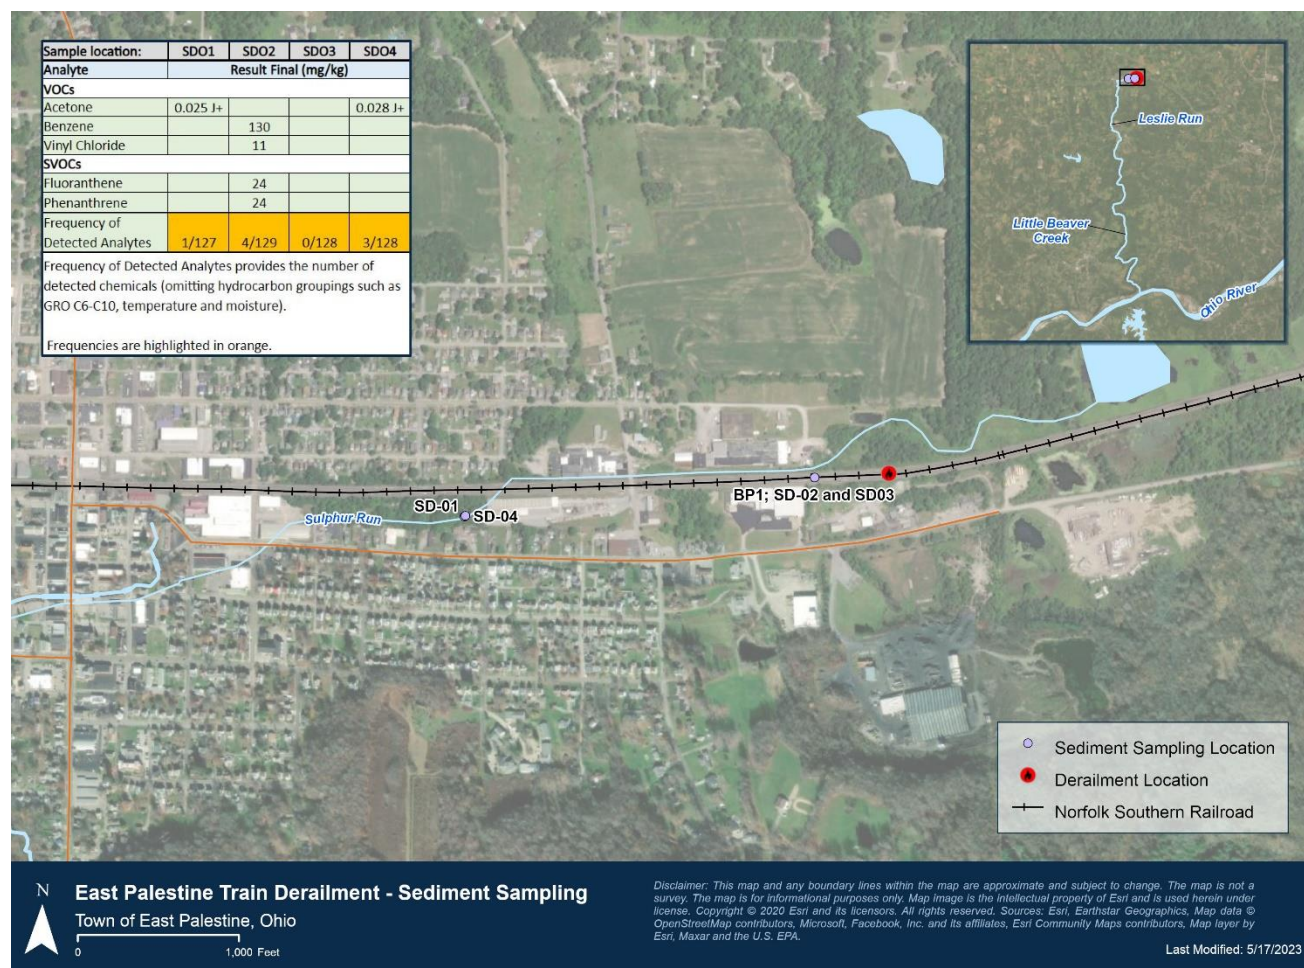 Sample location: SDO1 SDO2 SDO3 SDO4
Analyte Result Final (mg/kg)
VOCs
Acetone 0.025 J+ 0.028 J+
Benzene 130
Vinyl Chloride 11
SVOCs
Fluoranthene 24
Phenanthrene 24
Frequency of
Detected Analytes 1/127 4/129 0/128 3/128
Frequency of Detected Analytes provides the number of
detected chemicals (omitting hydrocarbon groupings such as
GRO C6-C10, temperature and moisture).
Frequencies are highlighted in orange.
Leslie Run
Little Beaver
Creek
Ohio River
BP1; SD-02 and SD03
SD-01
SD-04
Sulphur Run
Sediment Sampling Location
Derailment Location
Norfolk Southern Railroad
N
East Palestine Train Derailment - Sediment Sampling
Town of East Palestine, Ohio
0 1,000 Feet
Disclaimer: This map and any boundary lines within the map are approximate and subject to change. The map is not a
survey. The map is for informational purposes only. Map image is the intellectual property of Esri and is used herein under
license. Copyright © 2020 Esri and its licensors. All rights reserved. Sources: Esri, Earthstar Geographics, Map data ©
OpenStreetMap contributors, Microsoft, Facebook, Inc. and its affiliates, Esri Community Maps contributors, Map layer by
Esri, Maxar and the U.S. EPA.
Last Modified: 5/17/2023